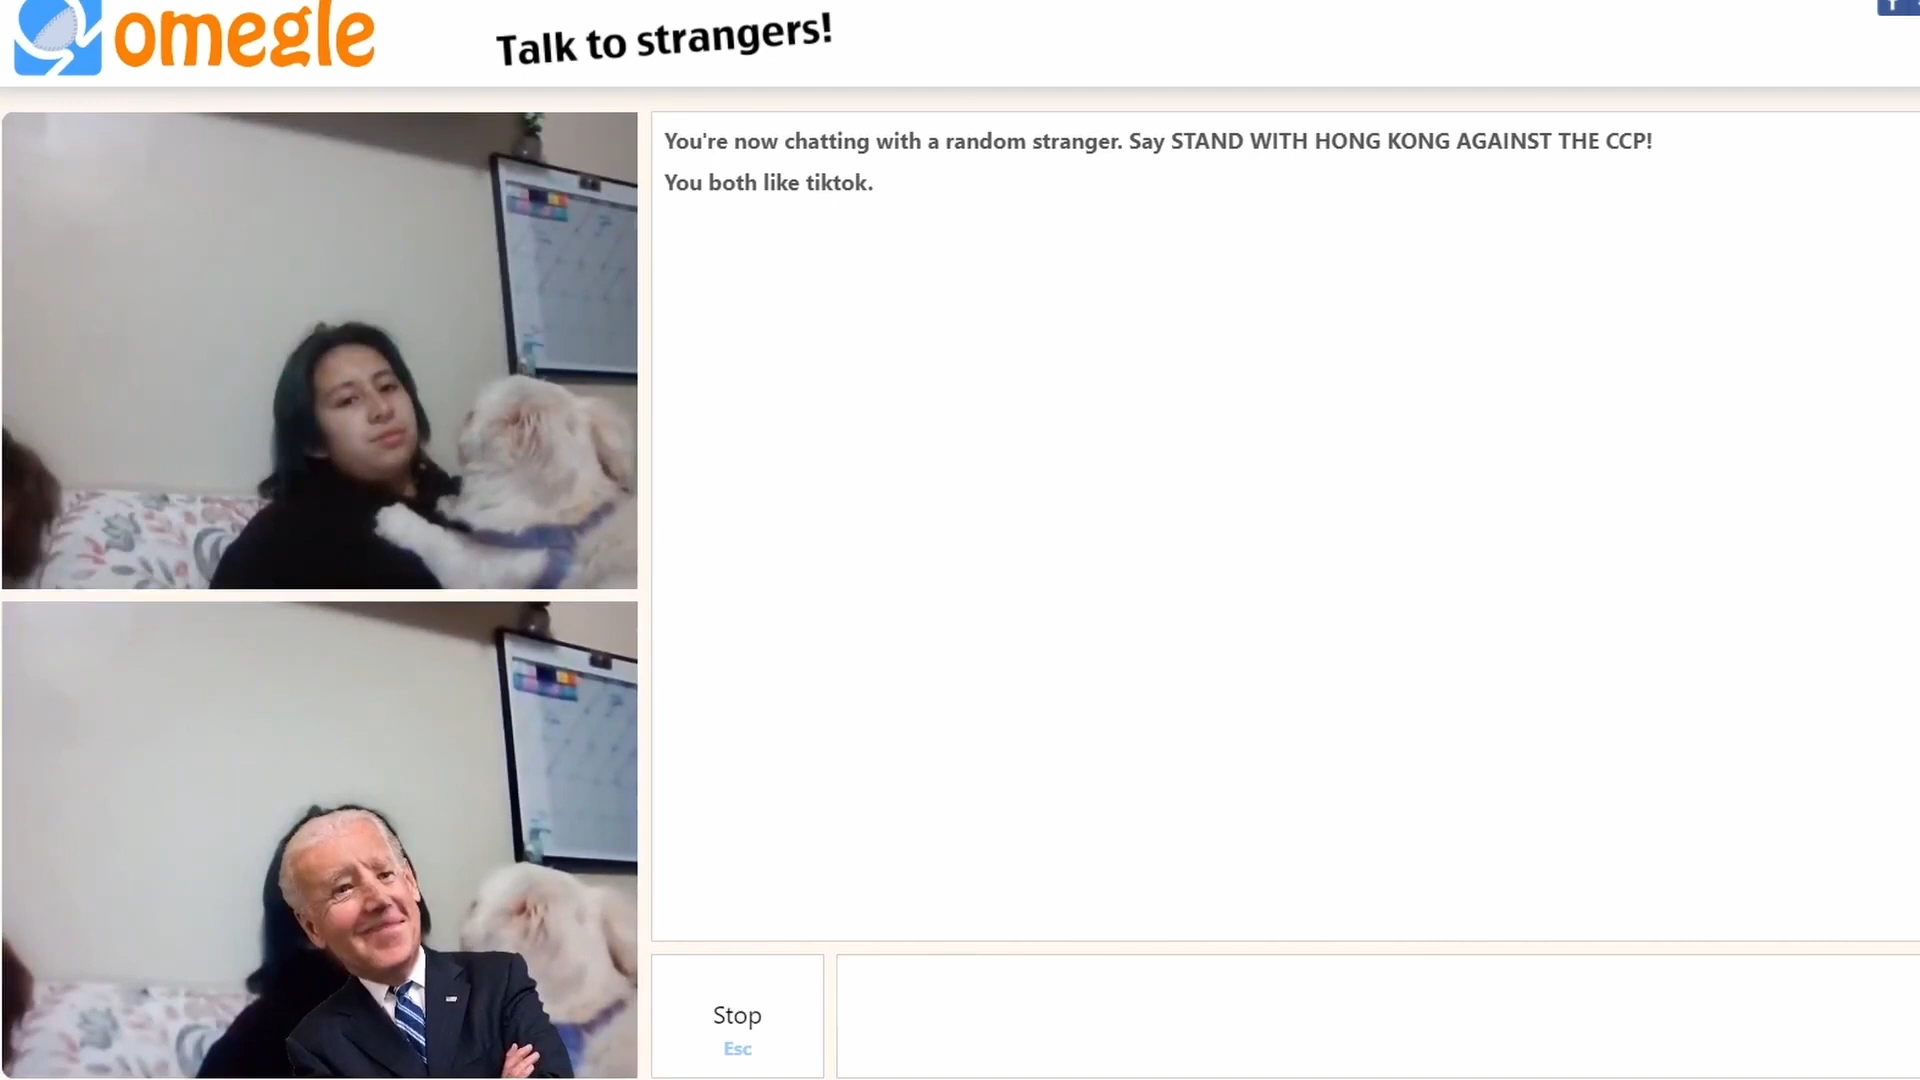 omegle
Talk to strangers!
You're now chatting with a random stranger. Say STAND WITH HONG KONG AGAINST THE CCP!
You both like tiktok.
Stop
Esc